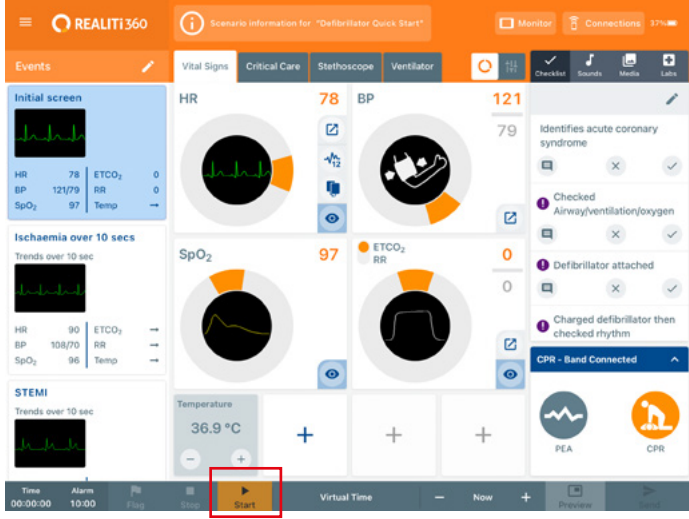 REALITi 360
Scenario information for "Defibrillator Quick Start"
Monitor
Connections
37%
Events
Vital Signs
Critical Care
Stethoscope
Ventilator
Checklist
Sounds
Media
Labs
Initial screen
HR 78 ETCO2 0
BP 121/79 RR 0
SpO2 97 Temp →
Ischaemia over 10 secs
Trends over 10 sec
HR 90 ETCO2 →
BP 108/70 RR →
SpO2 96 Temp →
STEMI
Trends over 10 sec
HR 78
12
BP 121
79
SpO2 97
ETCO2 0
RR 0
Temperature
36.9 °C
− +
+
+
+
Identifies acute coronary
syndrome
Checked
Airway/ventilation/oxygen
Defibrillator attached
Charged defibrillator then
checked rhythm
CPR - Band Connected
PEA
CPR
Time
00:00:00
Alarm
10:00
Flag
Stop
Start
Virtual Time
− Now +
Preview
Send